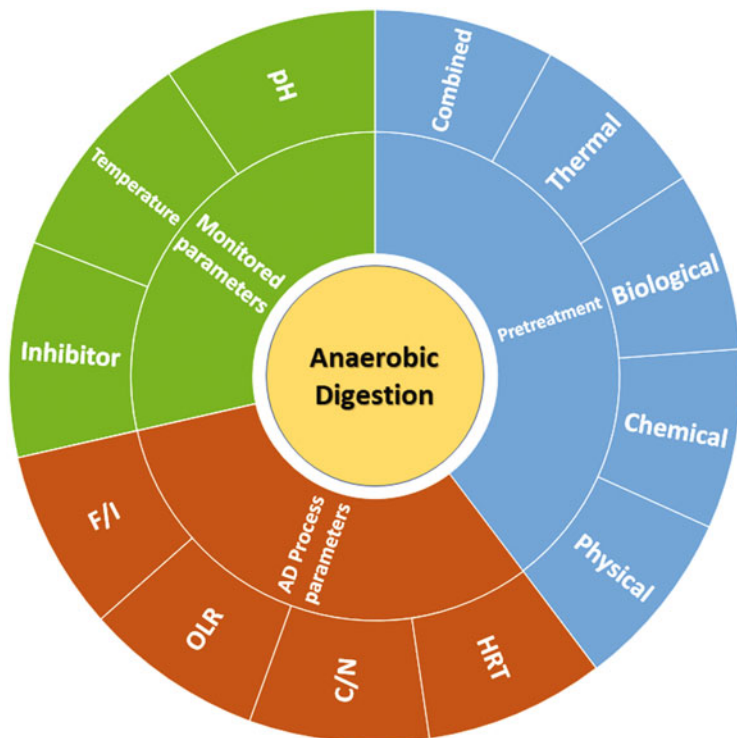 Anaerobic
Digestion
Pretreatment
Combined
Thermal
Biological
Chemical
Physical
AD Process
parameters
HRT
C/N
OLR
F/I
Monitored
parameters
Inhibitor
Temperature
pH